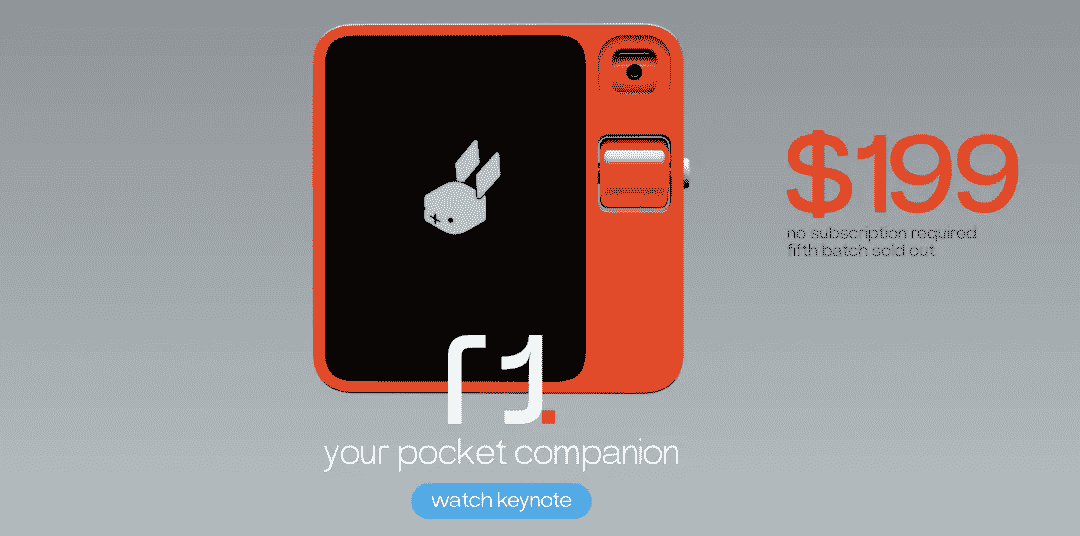 $199
no subscription required
fifth batch sold out
r1.
your pocket companion
watch keynote